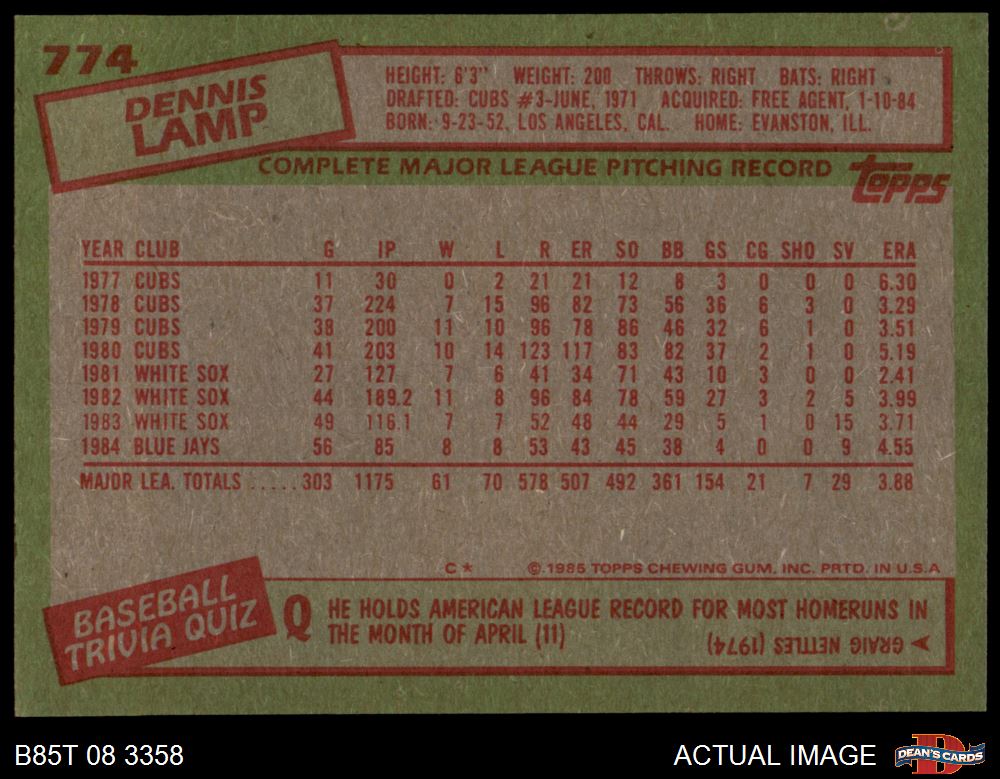 774
DENNIS
LAMP
HEIGHT: 6'3" WEIGHT: 200 THROWS: RIGHT BATS: RIGHT
DRAFTED: CUBS #3-JUNE, 1971 ACQUIRED: FREE AGENT, 1-10-84
BORN: 9-23-52, LOS ANGELES, CAL. HOME: EVANSTON, ILL.
COMPLETE MAJOR LEAGUE PITCHING RECORD
TOPPS
YEAR CLUB G IP W L R ER SO BB GS CG SHO SV ERA
1977 CUBS 11 30 0 2 21 21 12 8 3 0 0 0 6.30
1978 CUBS 37 224 7 15 96 82 73 56 36 6 3 0 3.29
1979 CUBS 38 200 11 10 96 78 86 46 32 6 1 0 3.51
1980 CUBS 41 203 10 14 123 117 83 82 37 2 1 0 5.19
1981 WHITE SOX 27 127 7 6 41 34 71 43 10 3 0 0 2.41
1982 WHITE SOX 44 189.2 11 8 96 84 78 59 27 3 2 5 3.99
1983 WHITE SOX 49 116.1 7 7 52 48 44 29 5 1 0 15 3.71
1984 BLUE JAYS 56 85 8 8 53 43 45 38 4 0 0 9 4.55
MAJOR LEA. TOTALS .....303 1175 61 70 578 507 492 361 154 21 7 29 3.88
C* ©.1985 TOPPS CHEWING GUM, INC. PRTD. IN U.S.A
BASEBALL
TRIVIA QUIZ
Q HE HOLDS AMERICAN LEAGUE RECORD FOR MOST HOMERUNS IN
THE MONTH OF APRIL (11)
GRAIG NETTLES (1974)
B85T 08 3358
ACTUAL IMAGE
D
DEAN'S CARDS